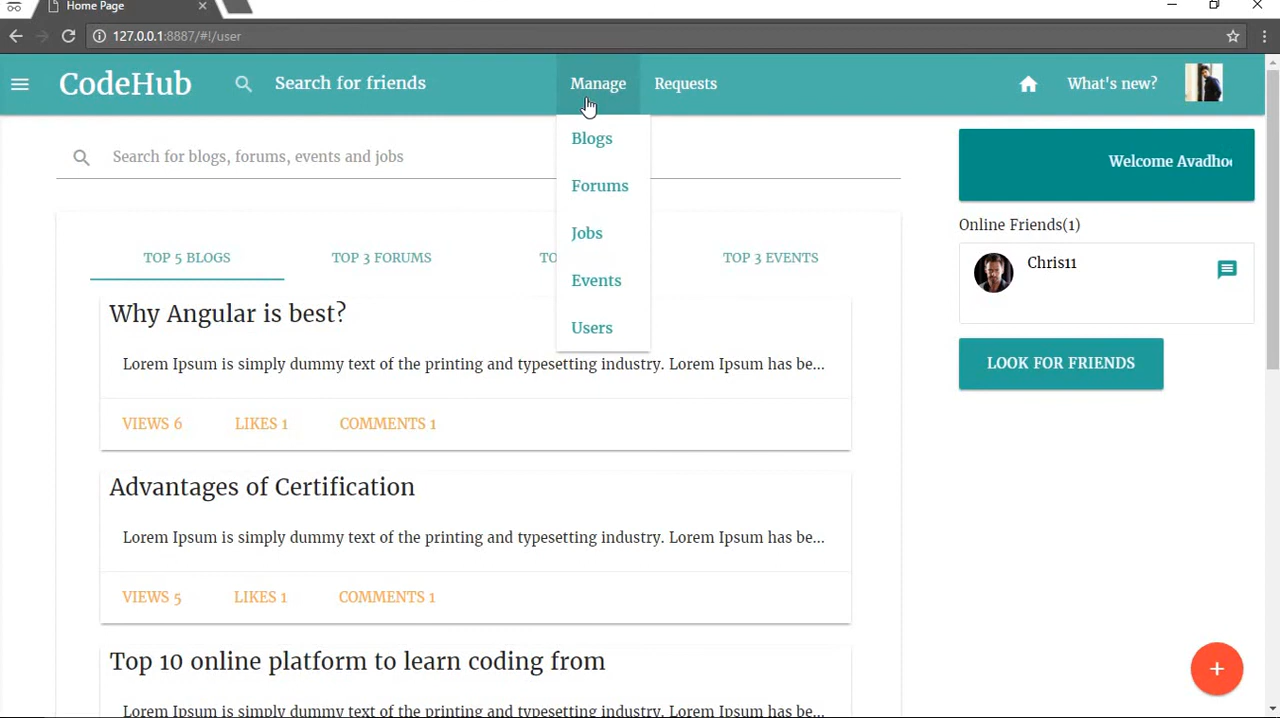 Home Page
127.0.0.1:8887/#!/user
CodeHub
Search for friends
Manage
Requests
What's new?
Blogs
Forums
Jobs
Events
Users
Search for blogs, forums, events and jobs
Welcome
Online Friends(1)
Chris11
LOOK FOR FRIENDS
TOP 5 BLOGS
TOP 3 FORUMS
TOP 3 EVENTS
Why Angular is best?
Lorem Ipsum is simply dummy text of the printing and typesetting industry. Lorem Ipsum has be...
VIEWS 6 LIKES 1 COMMENTS 1
Advantages of Certification
Lorem Ipsum is simply dummy text of the printing and typesetting industry. Lorem Ipsum has be...
VIEWS 5 LIKES 1 COMMENTS 1
Top 10 online platform to learn coding from
Lorem Ipsum is simply dummy text of the printing and typesetting industry. Lorem Ipsum has be...